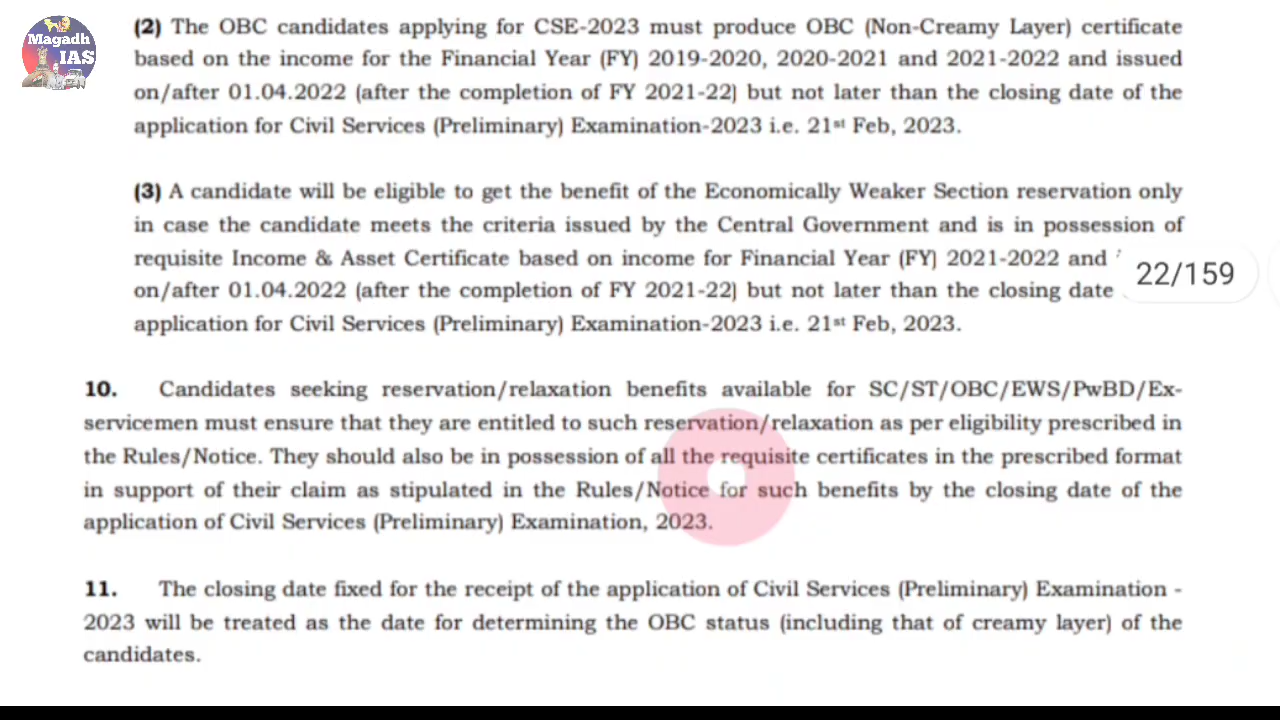 Magadh
IAS
(2) The OBC candidates applying for CSE-2023 must produce OBC (Non-Creamy Layer) certificate
based on the income for the Financial Year (FY) 2019-2020, 2020-2021 and 2021-2022 and issued
on/after 01.04.2022 (after the completion of FY 2021-22) but not later than the closing date of the
application for Civil Services (Preliminary) Examination-2023 i.e. 21st Feb, 2023.
(3) A candidate will be eligible to get the benefit of the Economically Weaker Section reservation only
in case the candidate meets the criteria issued by the Central Government and is in possession of
requisite Income & Asset Certificate based on income for Financial Year (FY) 2021-2022 and
22/159
on/after 01.04.2022 (after the completion of FY 2021-22) but not later than the closing date
application for Civil Services (Preliminary) Examination-2023 i.e. 21st Feb, 2023.
10. Candidates seeking reservation/relaxation benefits available for SC/ST/OBC/EWS/PwBD/Ex-
servicemen must ensure that they are entitled to such reservation/relaxation as per eligibility prescribed in
the Rules/Notice. They should also be in possession of all the requisite certificates in the prescribed format
in support of their claim as stipulated in the Rules/Notice for such benefits by the closing date of the
application of Civil Services (Preliminary) Examination, 2023.
11. The closing date fixed for the receipt of the application of Civil Services (Preliminary) Examination -
2023 will be treated as the date for determining the OBC status (including that of creamy layer) of the
candidates.